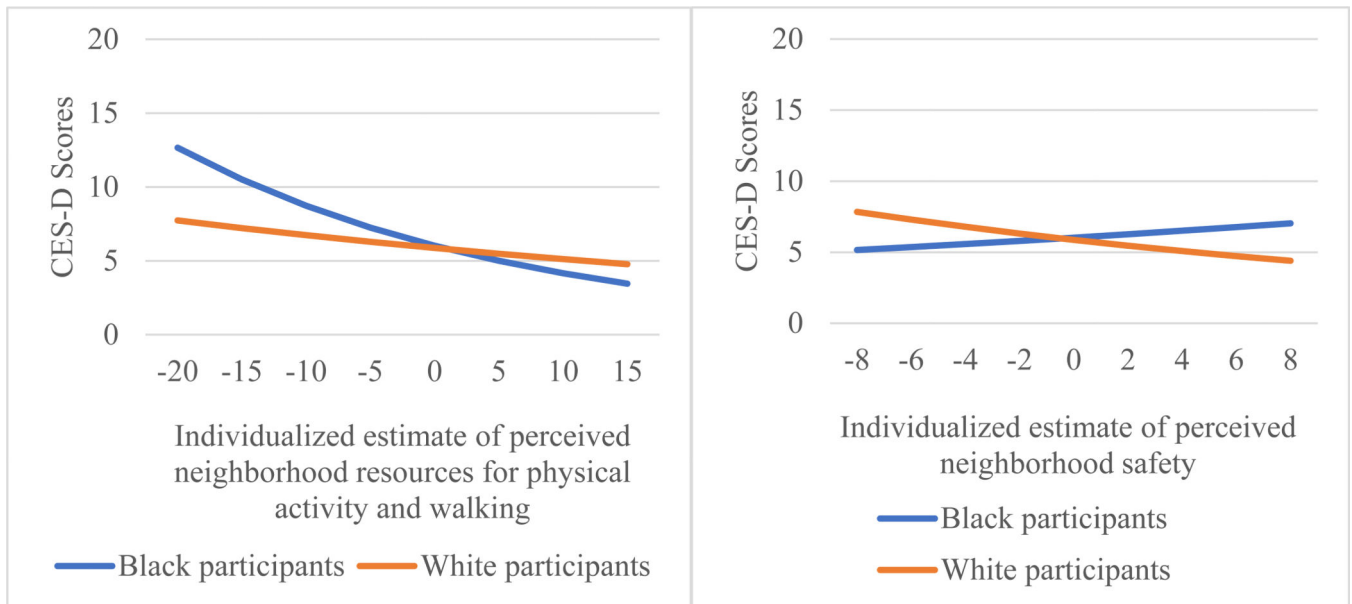 20
15
10
5
0
CES-D Scores
-20 -15 -10 -5 0 5 10 15
Individualized estimate of perceived
neighborhood resources for physical
activity and walking
Black participants White participants
20
15
10
5
0
CES-D Scores
-8 -6 -4 -2 0 2 4 6 8
Individualized estimate of perceived
neighborhood safety
Black participants
White participants